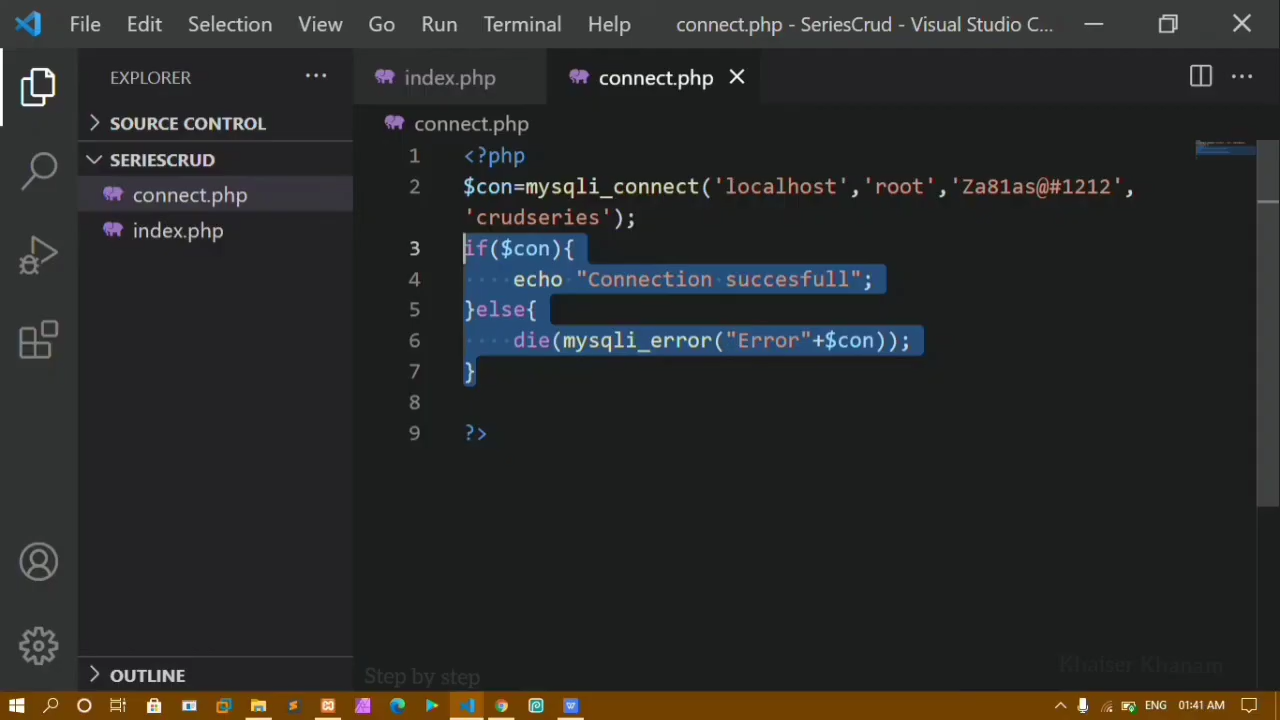 File Edit Selection View Go Run Terminal Help connect.php - SeriesCrud - Visual Studio C...
EXPLORER
SOURCE CONTROL
SERIESCRUD
connect.php
index.php
OUTLINE
index.php connect.php
connect.php
1 <?php
2 $con=mysqli_connect('localhost','root','Za81as@#1212',
'crudseries');
3 if($con){
4 echo "Connection succesfull";
5 }else{
6 die(mysqli_error("Error"+$con));
7 }
8
9 ?>
Step by step
Khaiser Khanam
ENG 01:41 AM